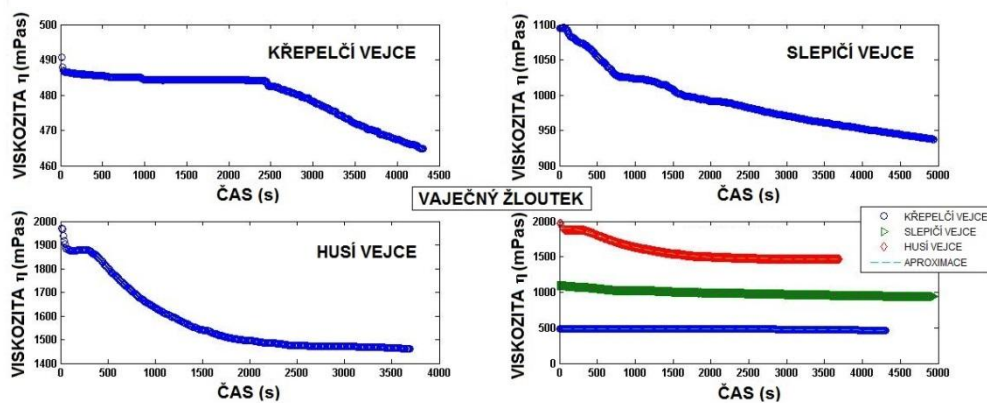 KŘEPELČÍ VEJCE
VISKOZITA η (mPas)
500
490
480
470
460
0 500 1000 1500 2000 2500 3000 3500 4000 4500
ČAS (s)
SLEPIČÍ VEJCE
VISKOZITA η (mPas)
1100
1050
1000
950
900
0 500 1000 1500 2000 2500 3000 3500 4000 4500 5000
ČAS (s)
VAJEČNÝ ŽLOUTEK
HUSÍ VEJCE
VISKOZITA η (mPas)
2000
1900
1800
1700
1600
1500
1400
0 500 1000 1500 2000 2500 3000 3500 4000
ČAS (s)
VISKOZITA η (mPas)
2000
1500
1000
500
0
0 500 1000 1500 2000 2500 3000 3500 4000 4500 5000
ČAS (s)
KŘEPELČÍ VEJCE
SLEPIČÍ VEJCE
HUSÍ VEJCE
APROXIMACE